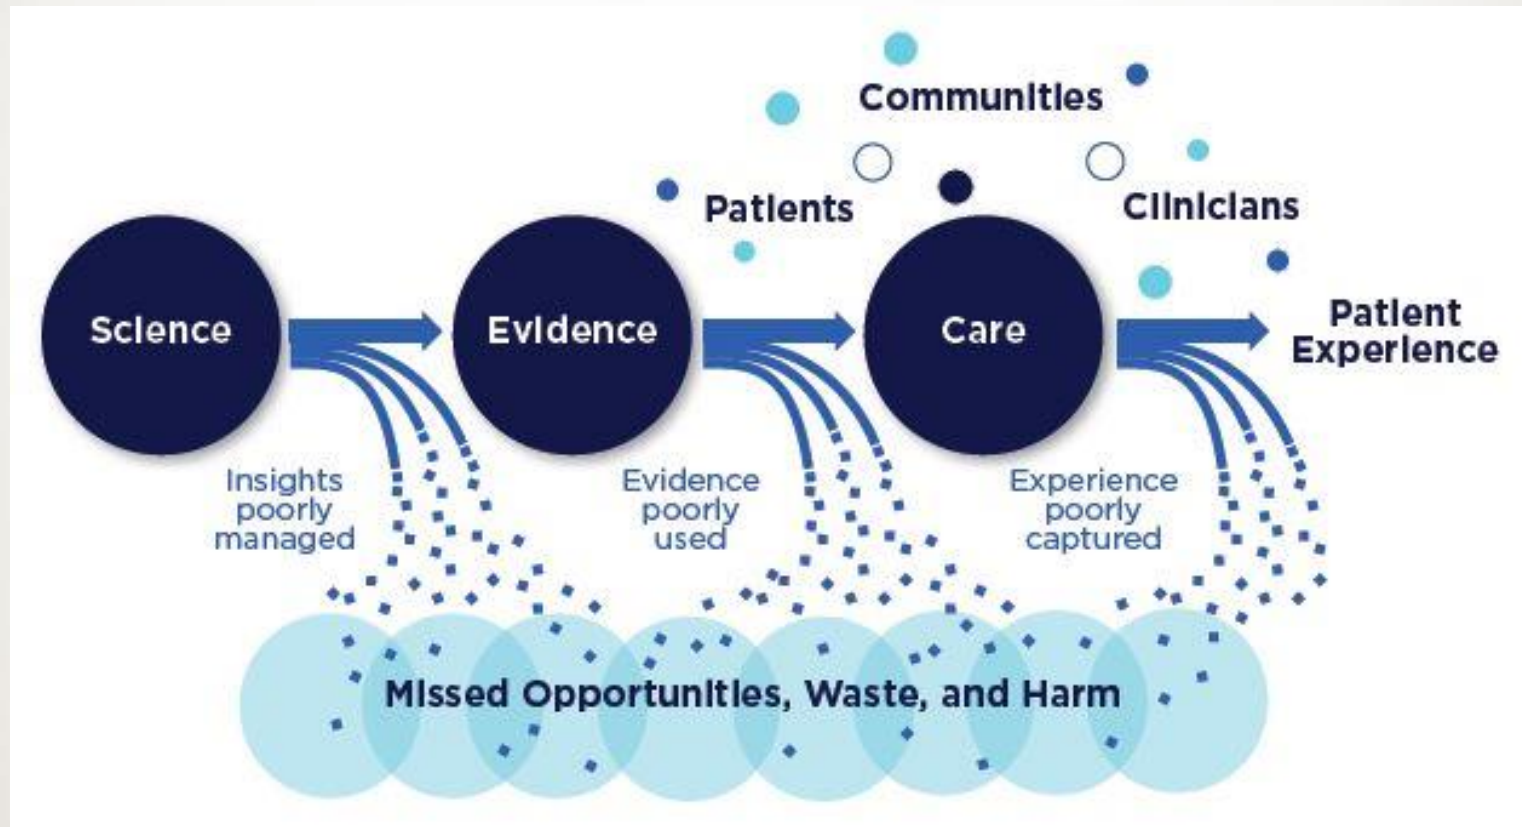 Communities
Patients
Clinicians
Science
Evidence
Care
Patient
Experience
Insights
poorly
managed
Evidence
poorly
used
Experience
poorly
captured
Missed Opportunities, Waste, and Harm